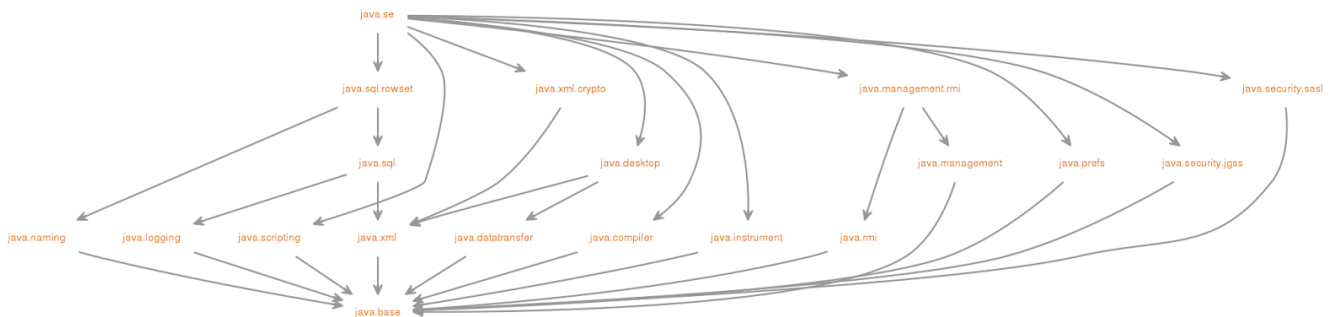 java.se
java.sql.rowset java.xml.crypto java.management.rmi java.security.sasl
java.sql java.desktop java.management java.prefs java.security.jgss
java.naming java.logging java.scripting java.xml java.datatransfer java.compiler java.instrument java.rmi
java.base